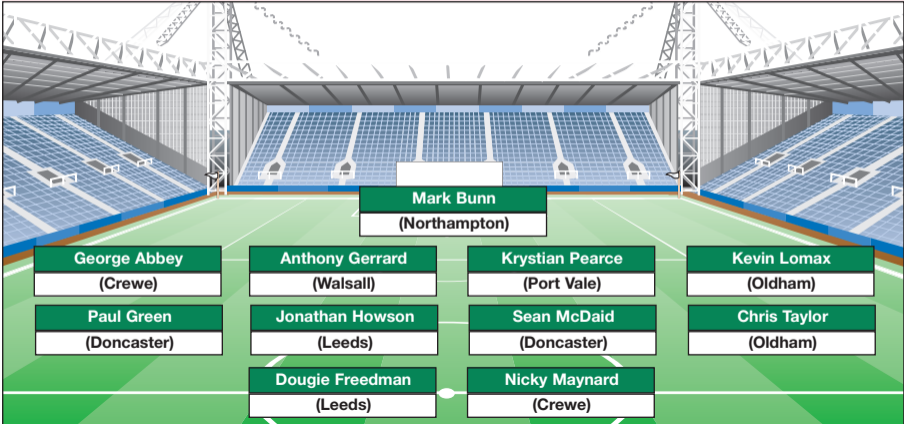 Mark Bunn
(Northampton)
George Abbey
(Crewe)
Anthony Gerrard
(Walsall)
Krystian Pearce
(Port Vale)
Kevin Lomax
(Oldham)
Paul Green
(Doncaster)
Jonathan Howson
(Leeds)
Sean McDaid
(Doncaster)
Chris Taylor
(Oldham)
Dougie Freedman
(Leeds)
Nicky Maynard
(Crewe)